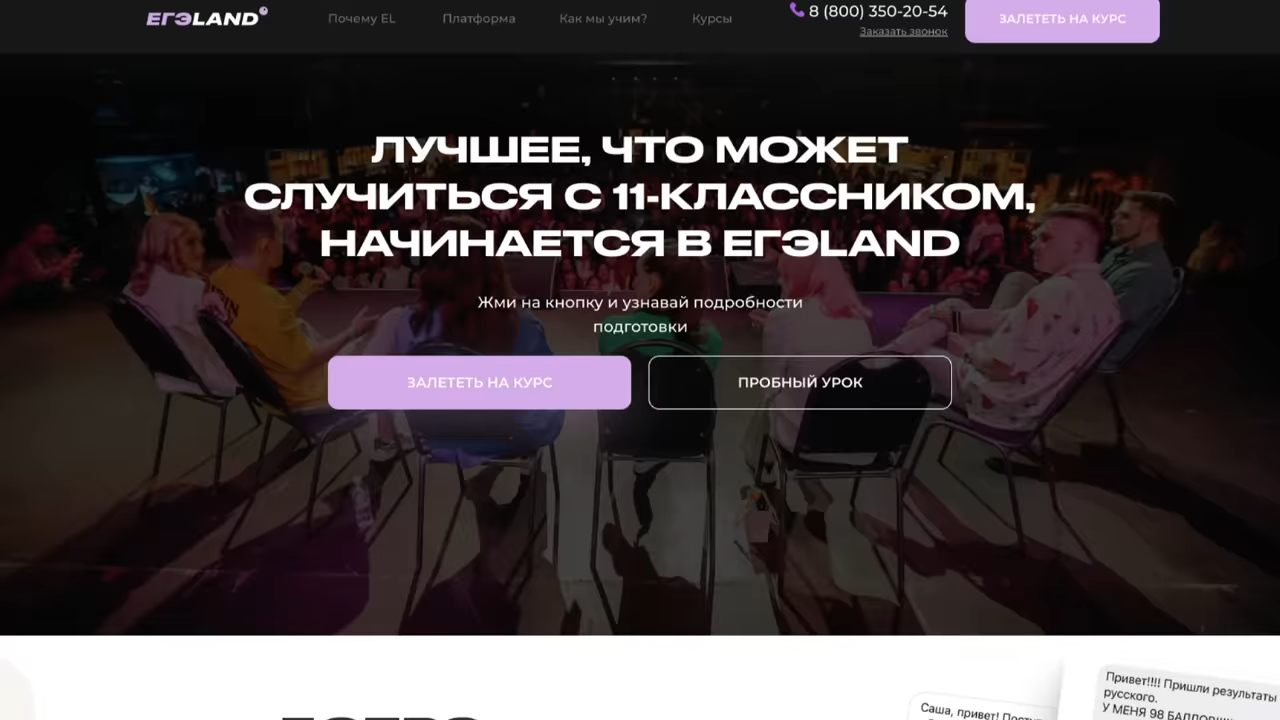 ЕГЭLAND
Почему EL
Платформа
Как мы учим?
Курсы
8 (800) 350-20-54
Заказать звонок
ЗАЛЕТЕТЬ НА КУРС
ЛУЧШЕЕ, ЧТО МОЖЕТ
СЛУЧИТЬСЯ С 11-КЛАССНИКОМ,
НАЧИНАЕТСЯ В ЕГЭLAND
Жми на кнопку и узнавай подробности
подготовки
ЗАЛЕТЕТЬ НА КУРС
ПРОБНЫЙ УРОК
Привет!!!! Пришли результаты
русского.
У МЕНЯ 98
Саша, привет!